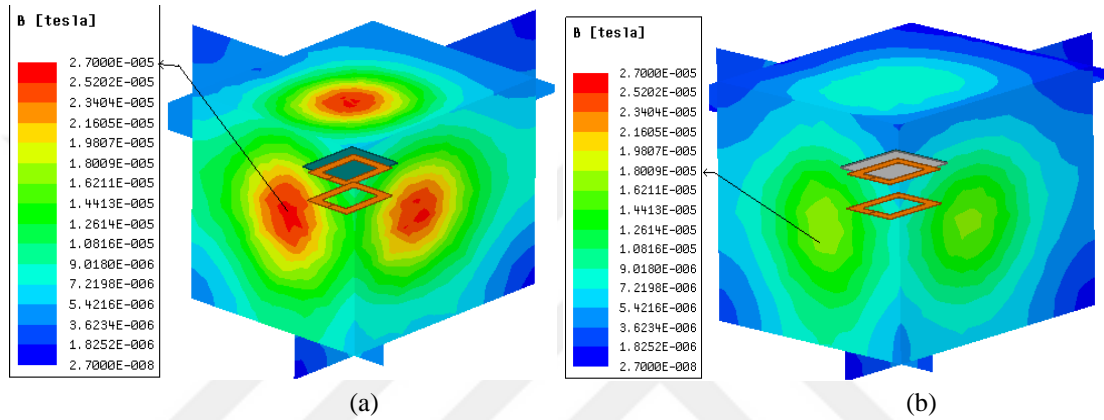 B [tesla]
2.7000E-005
2.5202E-005
2.3404E-005
2.1605E-005
1.9807E-005
1.8009E-005
1.6211E-005
1.4413E-005
1.2614E-005
1.0816E-005
9.0180E-006
7.2198E-006
5.4216E-006
3.6234E-006
1.8252E-006
2.7000E-008
(a)
B [tesla]
2.7000E-005
2.5202E-005
2.3404E-005
2.1605E-005
1.9807E-005
1.8009E-005
1.6211E-005
1.4413E-005
1.2614E-005
1.0816E-005
9.0180E-006
7.2198E-006
5.4216E-006
3.6234E-006
1.8252E-006
2.7000E-008
(b)